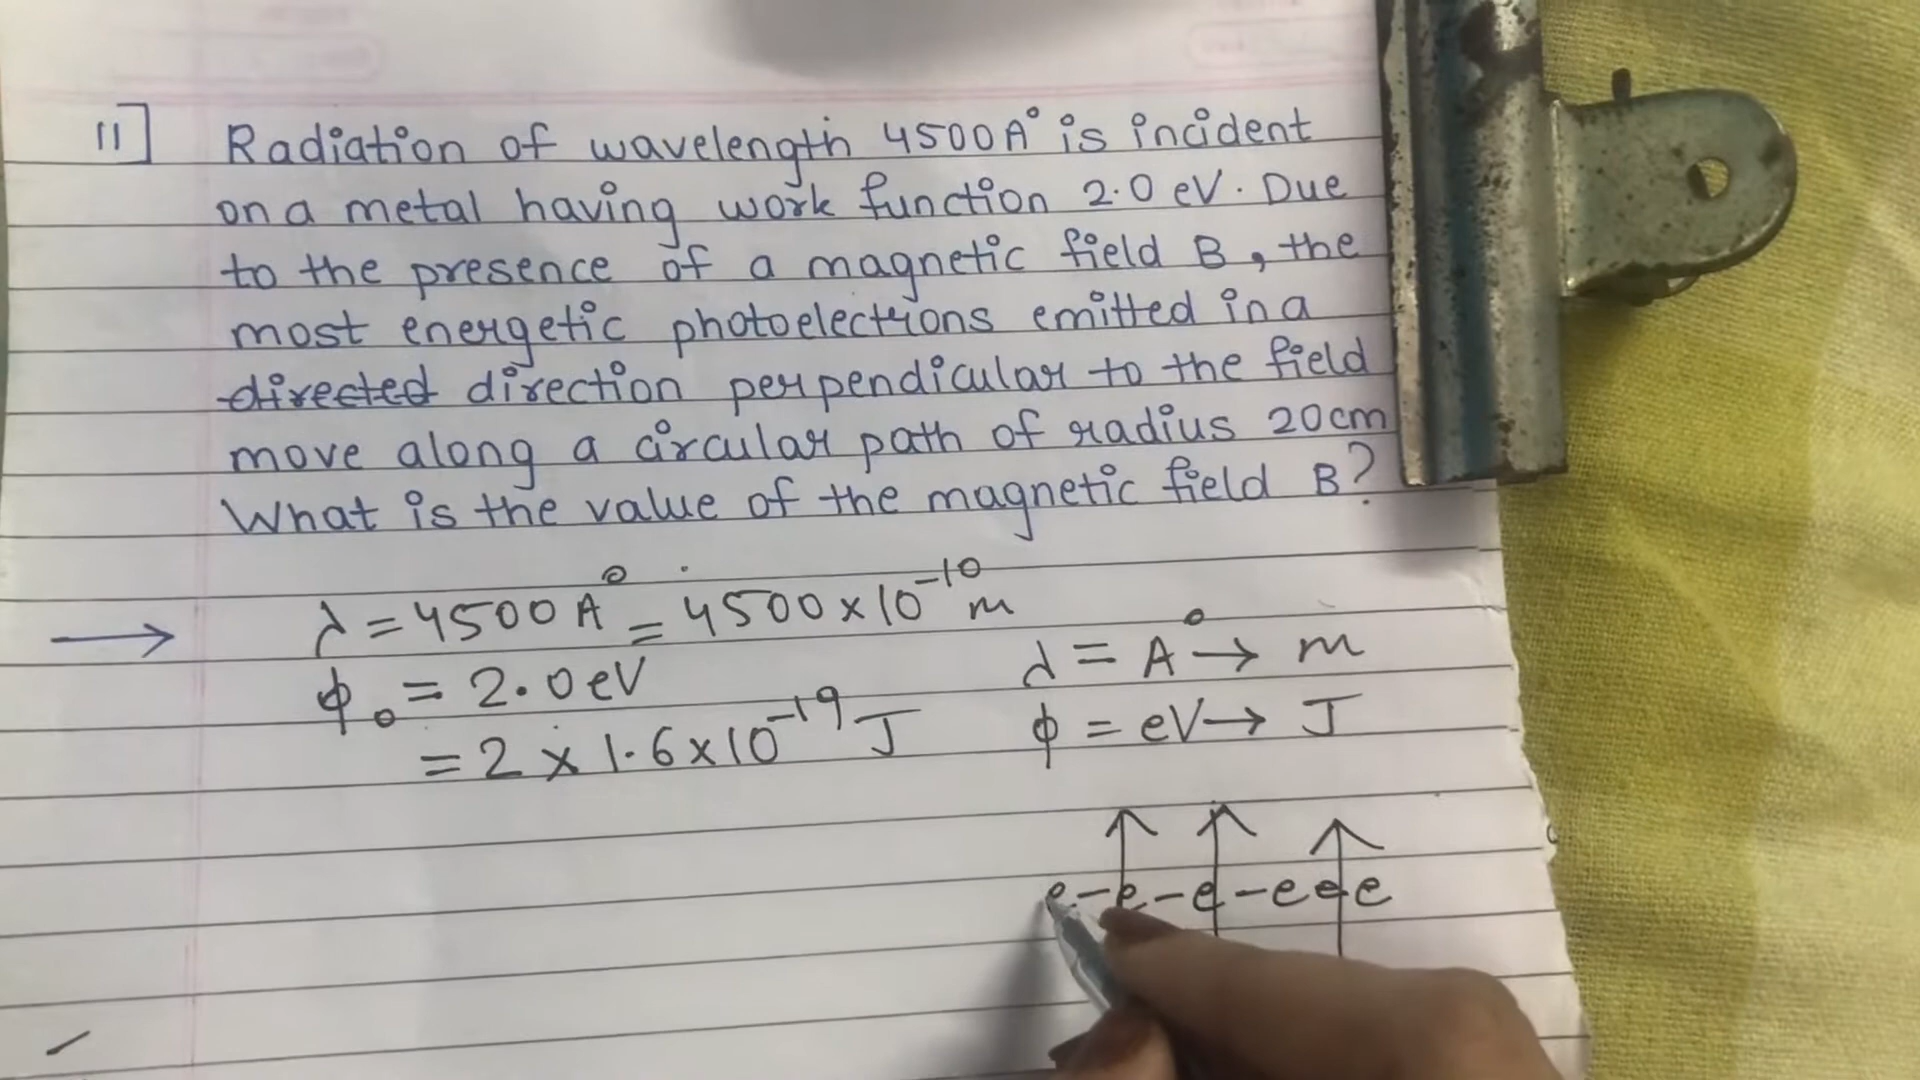 11] Radiation of wavelength 4500A° is incident
on a metal having work function 2.0 eV. Due
to the presence of a magnetic field B, the
most energetic photoelectrons emitted in a
directed direction perpendicular to the field
move along a circular path of radius 20cm
What is the value of the magnetic field B?
→ λ = 4500 A° = 4500 × 10⁻¹⁰ m
λ = A° → m
ϕ₀ = 2.0 eV
= 2 × 1.6 × 10⁻¹⁹ J
ϕ = eV → J
e - e - e - e e e